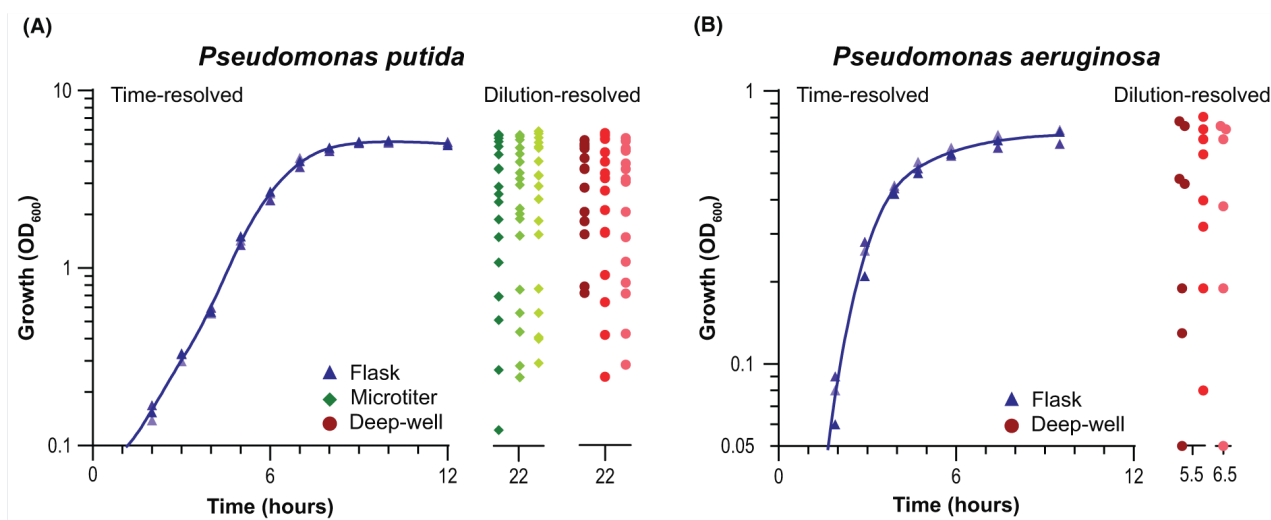 (A)
Pseudomonas putida
Time-resolved
Dilution-resolved
10
1
0.1
Growth (OD600)
Flask
Microtiter
Deep-well
0
6
12
22
22
Time (hours)
(B)
Pseudomonas aeruginosa
Time-resolved
Dilution-resolved
1
0.1
0.05
Growth (OD600)
Flask
Deep-well
0
6
12
5.5
6.5
Time (hours)